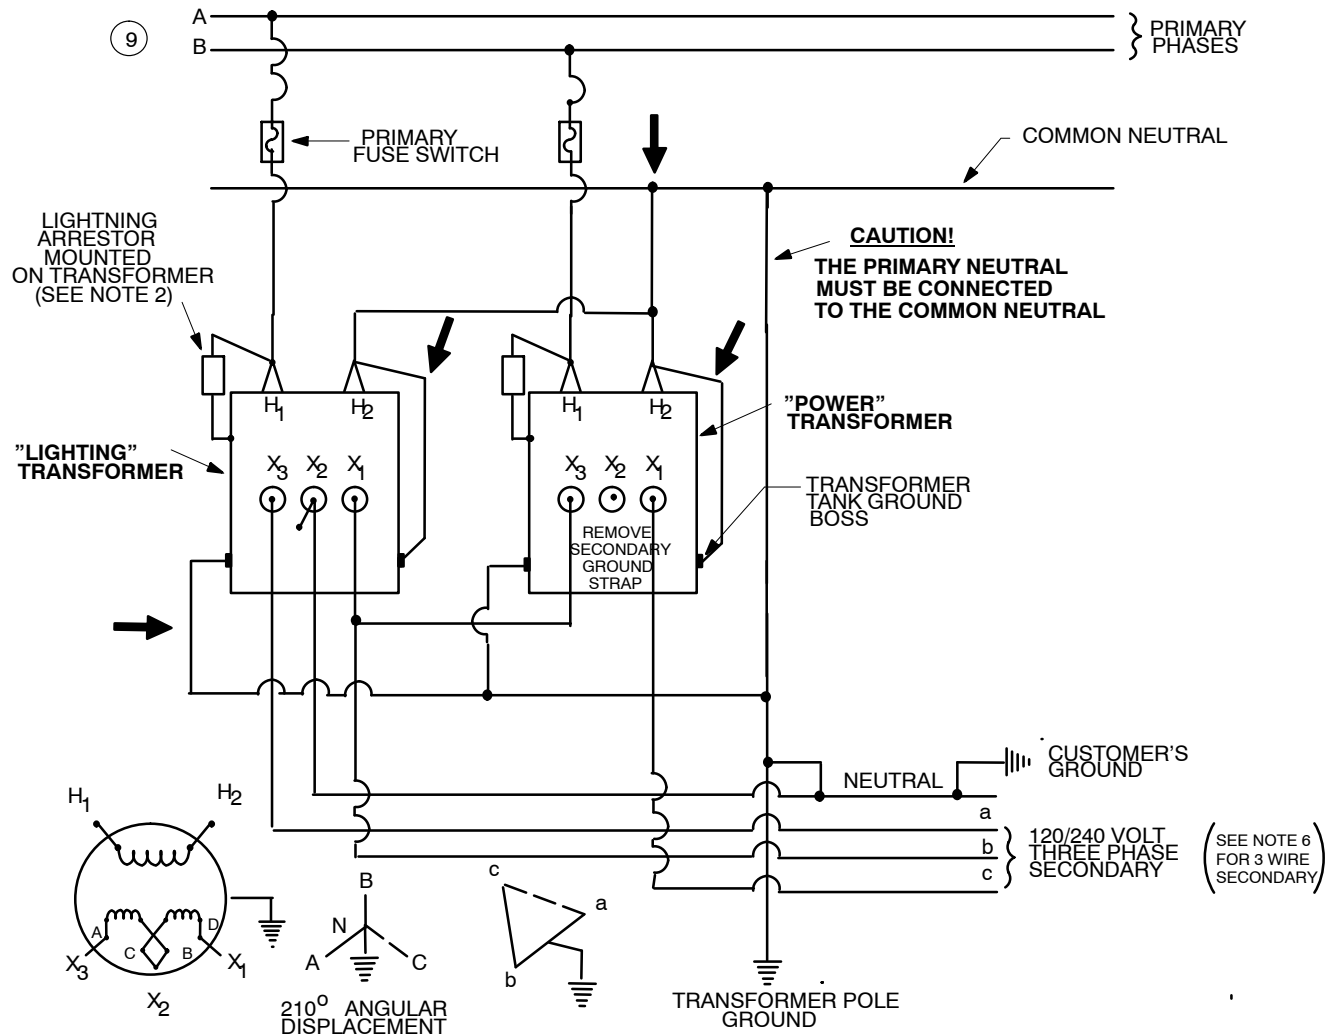 A
9
B
PRIMARY
PHASES
PRIMARY
FUSE SWITCH
COMMON NEUTRAL
LIGHTNING
ARRESTOR
MOUNTED
ON TRANSFORMER
(SEE NOTE 2)
CAUTION!
THE PRIMARY NEUTRAL
MUST BE CONNECTED
TO THE COMMON NEUTRAL
H1
H2
H1
H2
"POWER"
TRANSFORMER
"LIGHTING"
TRANSFORMER
X3 X2 X1
X3 X2 X1
TRANSFORMER
TANK GROUND
BOSS
REMOVE
SECONDARY
GROUND
STRAP
CUSTOMER'S
GROUND
NEUTRAL
a
b
c
120/240 VOLT
THREE PHASE
SECONDARY
(SEE NOTE 6
FOR 3 WIRE
SECONDARY)
H1
H2
A
C
B
D
X3
X1
X2
B
N
A
C
210° ANGULAR
DISPLACEMENT
c
a
b
TRANSFORMER POLE
GROUND